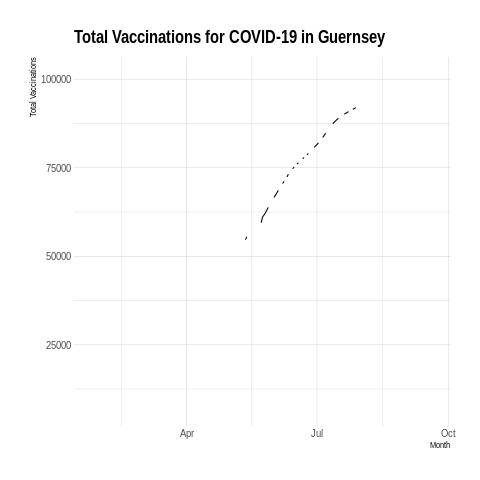 Total Vaccinations for COVID-19 in Guernsey
Total Vaccinations
100000
75000
50000
25000
Apr Jul Oct
Month